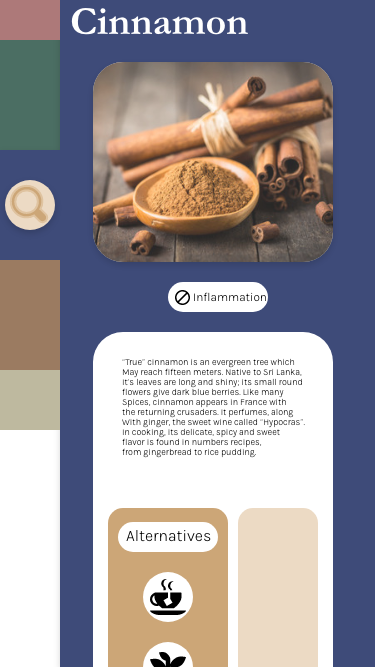 Cinnamon
Inflammation
"True" cinnamon is an evergreen tree which
May reach fifteen meters. Native to Sri Lanka,
it's leaves are long and shiny; its small round
flowers give dark blue berries. Like many
Spices, cinnamon appears in France with
the returning crusaders. it perfumes, along
With ginger, the sweet wine called "Hypocras".
in cooking, its delicate, spicy and sweet
flavor is found in numbers recipes,
from gingerbread to rice pudding.
Alternatives